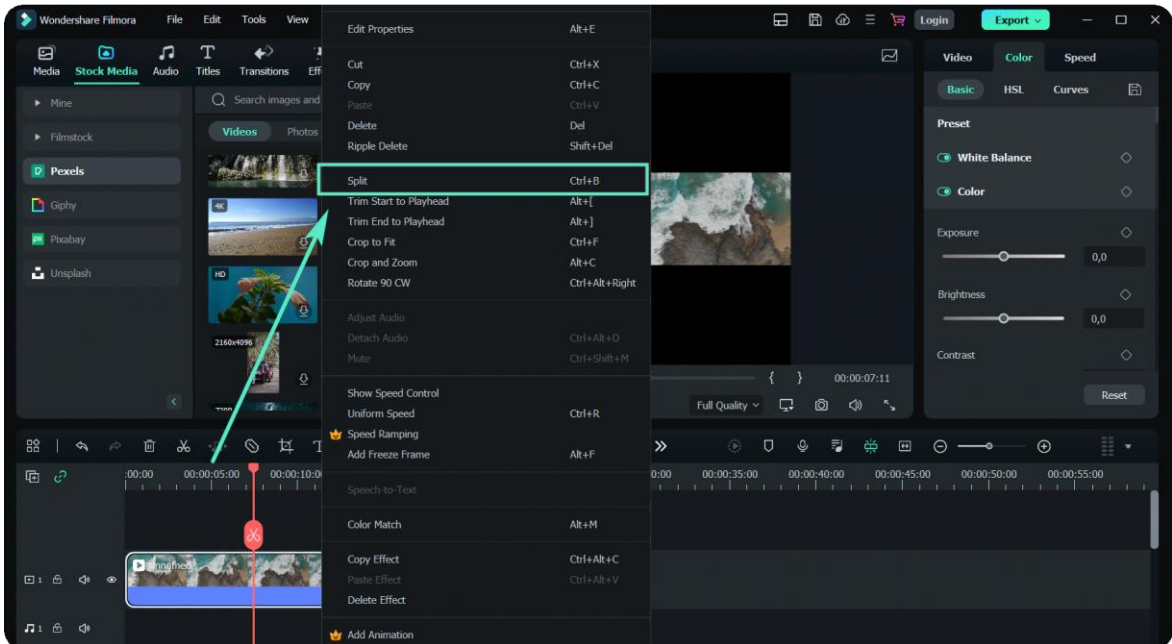 Wondershare Filmora File Edit Tools View Login Export
Media Stock Media Audio Titles Transitions
Mine
Filmstock
Pexels
Giphy
Pixabay
Unsplash
Search images and
Videos Photos
4K
HD
2160x4096
Edit Properties Alt+E
Cut Ctrl+X
Copy Ctrl+C
Paste Ctrl+V
Delete Del
Ripple Delete Shift+Del
Split Ctrl+B
Trim Start to Playhead Alt+[
Trim End to Playhead Alt+]
Crop to Fit Ctrl+F
Crop and Zoom Alt+C
Rotate 90 CW Ctrl+Alt+Right
Adjust Audio
Detach Audio Ctrl+Alt+D
Mute Ctrl+Shift+M
Show Speed Control
Uniform Speed Ctrl+R
Speed Ramping
Add Freeze Frame Alt+F
Speech-to-Text
Color Match Alt+M
Copy Effect Ctrl+Alt+C
Paste Effect Ctrl+Alt+V
Delete Effect
Add Animation
{ } 00:00:07:11
Full Quality
Video Color Speed
Basic HSL Curves
Preset
White Balance
Color
Exposure
0,0
Brightness
0,0
Contrast
Reset
:00:00 00:00:05:00 00:00:10:0 0:00 00:00:35:00 00:00:40:00 00:00:45:00 00:00:50:00 00:00:55:00
unnamed
1
1